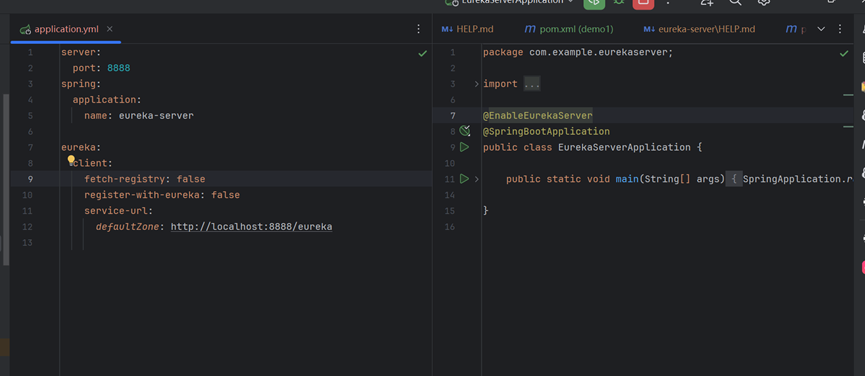 EurekaServerApplication
application.yml
HELP.md
pom.xml (demo1)
eureka-server\HELP.md
1 server:
2 port: 8888
3 spring:
4 application:
5 name: eureka-server
6
7 eureka:
8 client:
9 fetch-registry: false
10 register-with-eureka: false
11 service-url:
12 defaultZone: http://localhost:8888/eureka
13
1 package com.example.eurekaserver;
2
3 import ...
6
7 @EnableEurekaServer
8 @SpringBootApplication
9 public class EurekaServerApplication {
10
11 public static void main(String[] args) { SpringApplication.r
14
15 }
16